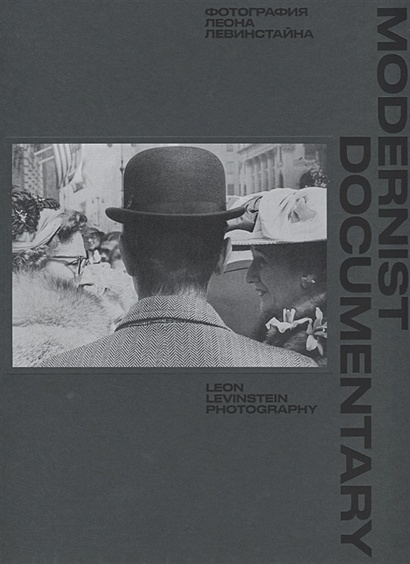 ФОТОГРАФИЯ
ЛЕОНА
ЛЕВИНСТАЙНА
MODERNIST
DOCUMENTARY
LEON
LEVINSTEIN
PHOTOGRAPHY